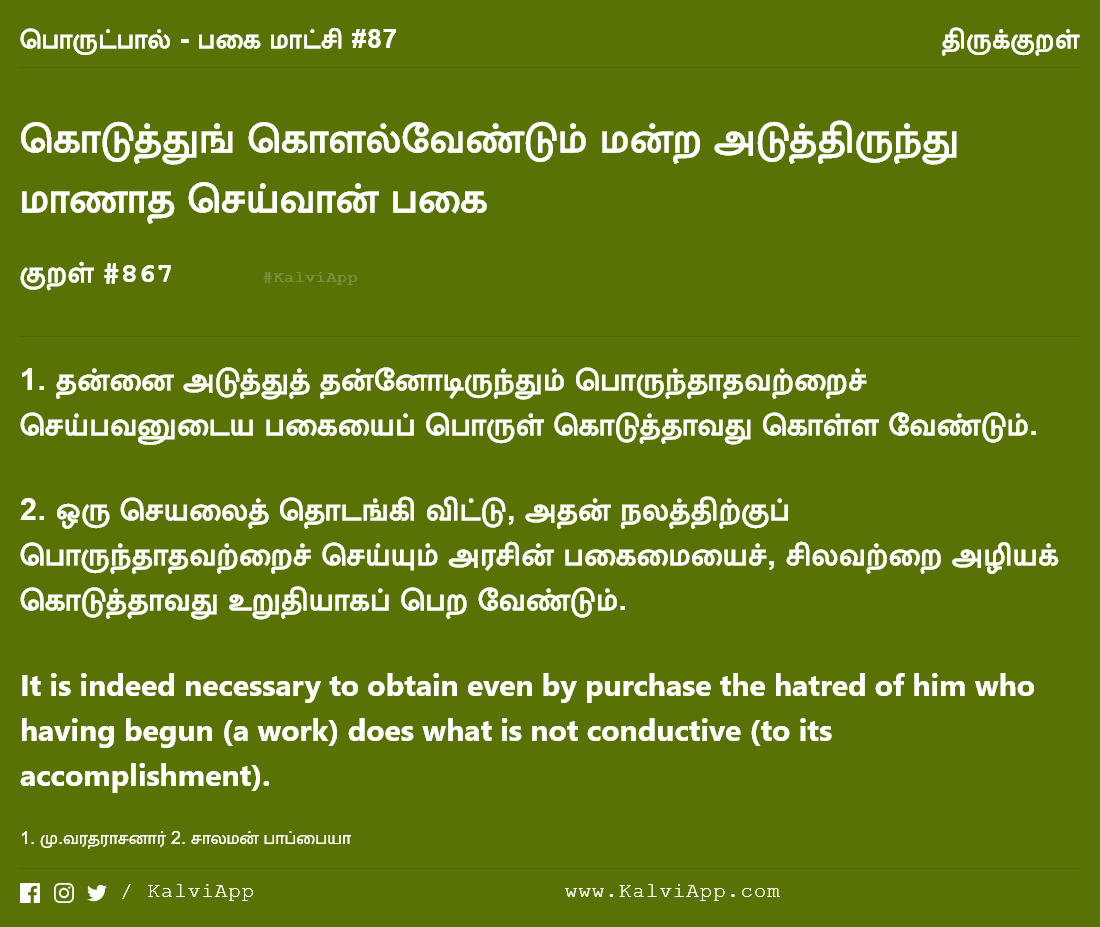 பொருட்பால் - பகை மாட்சி #87
திருக்குறள்
கொடுத்துங் கொளல்வேண்டும் மன்ற அடுத்திருந்து
மாணாத செய்வான் பகை
குறள் #867
#KalviApp
1. தன்னை அடுத்துத் தன்னோடிருந்தும் பொருந்தாதவற்றைச்
செய்பவனுடைய பகையைப் பொருள் கொடுத்தாவது கொள்ள வேண்டும்.
2. ஒரு செயலைத் தொடங்கி விட்டு, அதன் நலத்திற்குப்
பொருந்தாதவற்றைச் செய்யும் அரசின் பகைமையைச், சிலவற்றை அழியக்
கொடுத்தாவது உறுதியாகப் பெற வேண்டும்.
It is indeed necessary to obtain even by purchase the hatred of him who
having begun (a work) does what is not conductive (to its
accomplishment).
1. மு.வரதராசனார் 2. சாலமன் பாப்பையா
/ KalviApp
www.KalviApp.com